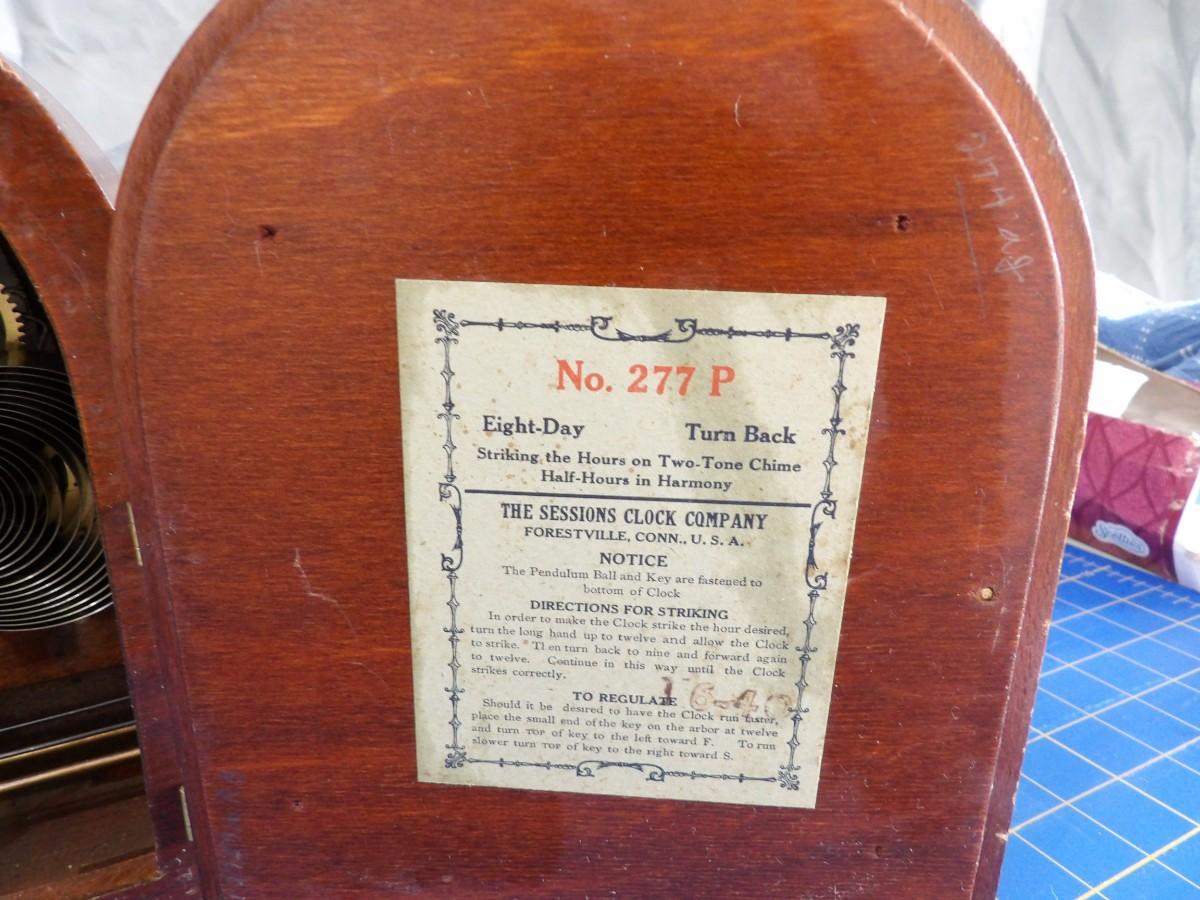 No. 277 P
Eight-Day Turn Back
Striking the Hours on Two-Tone Chime
Half-Hours in Harmony
THE SESSIONS CLOCK COMPANY
FORESTVILLE, CONN., U. S. A.
NOTICE
The Pendulum Ball and Key are fastened to
bottom of Clock
DIRECTIONS FOR STRIKING
In order to make the Clock strike the hour desired,
turn the long hand up to twelve and allow the Clock
to strike. Tl en turn back to nine and forward again
to twelve. Continue in this way until the Clock
strikes correctly.
TO REGULATE
Should it be desired to have the Clock run faster,
place the small end of the key on the arbor at twelve
and turn TOP of key to the left toward F. To run
slower turn TOP of key to the right toward S.